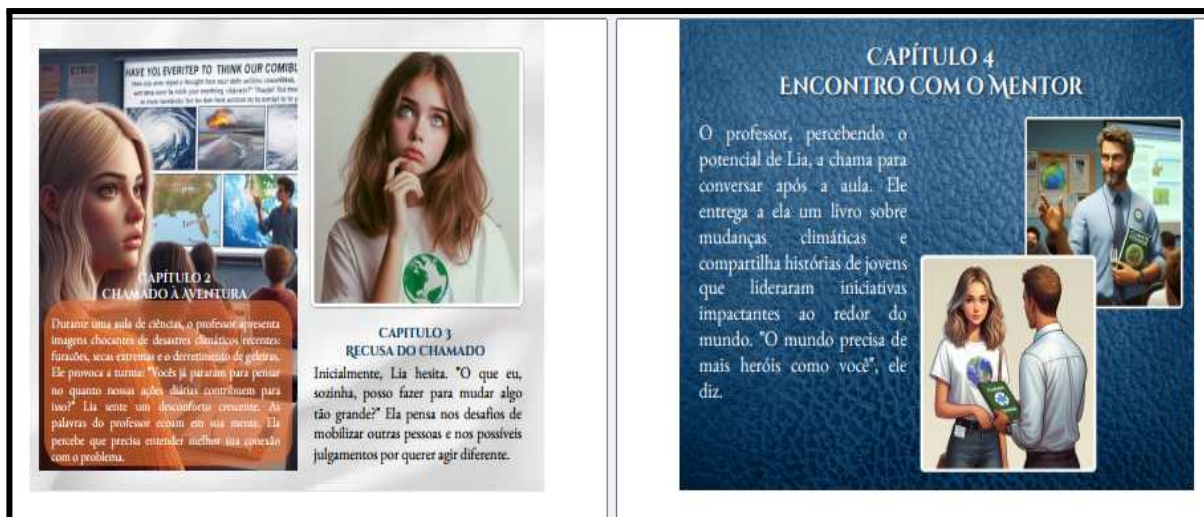 HAVE YOU EVERITEP TO THINK OUR COMIBL
CAPÍTULO 2
CHAMADO À AVENTURA
Durante uma aula de ciências, o professor apresenta
imagens chocantes de desastres climáticos recentes:
furacões, secas extremas e o derretimento de geleiras.
Ele provoca a turma: "Vocês já pararam para pensar
no quanto nossas ações diárias contribuem para
isso?" Lia sente um desconforto crescente. As
palavras do professor ecoam em sua mente. Ela
percebe que precisa entender melhor sua conexão
com o problema.
CAPÍTULO 3
RECUSA DO CHAMADO
Inicialmente, Lia hesita. "O que eu,
sozinha, posso fazer para mudar algo
tão grande?" Ela pensa nos desafios de
mobilizar outras pessoas e nos possíveis
julgamentos por querer agir diferente.
CAPÍTULO 4
ENCONTRO COM O MENTOR
O professor, percebendo o
potencial de Lia, a chama para
conversar após a aula. Ele
entrega a ela um livro sobre
mudanças climáticas e
compartilha histórias de jovens
que lideraram iniciativas
impactantes ao redor do
mundo. "O mundo precisa de
mais heróis como você", ele
diz.